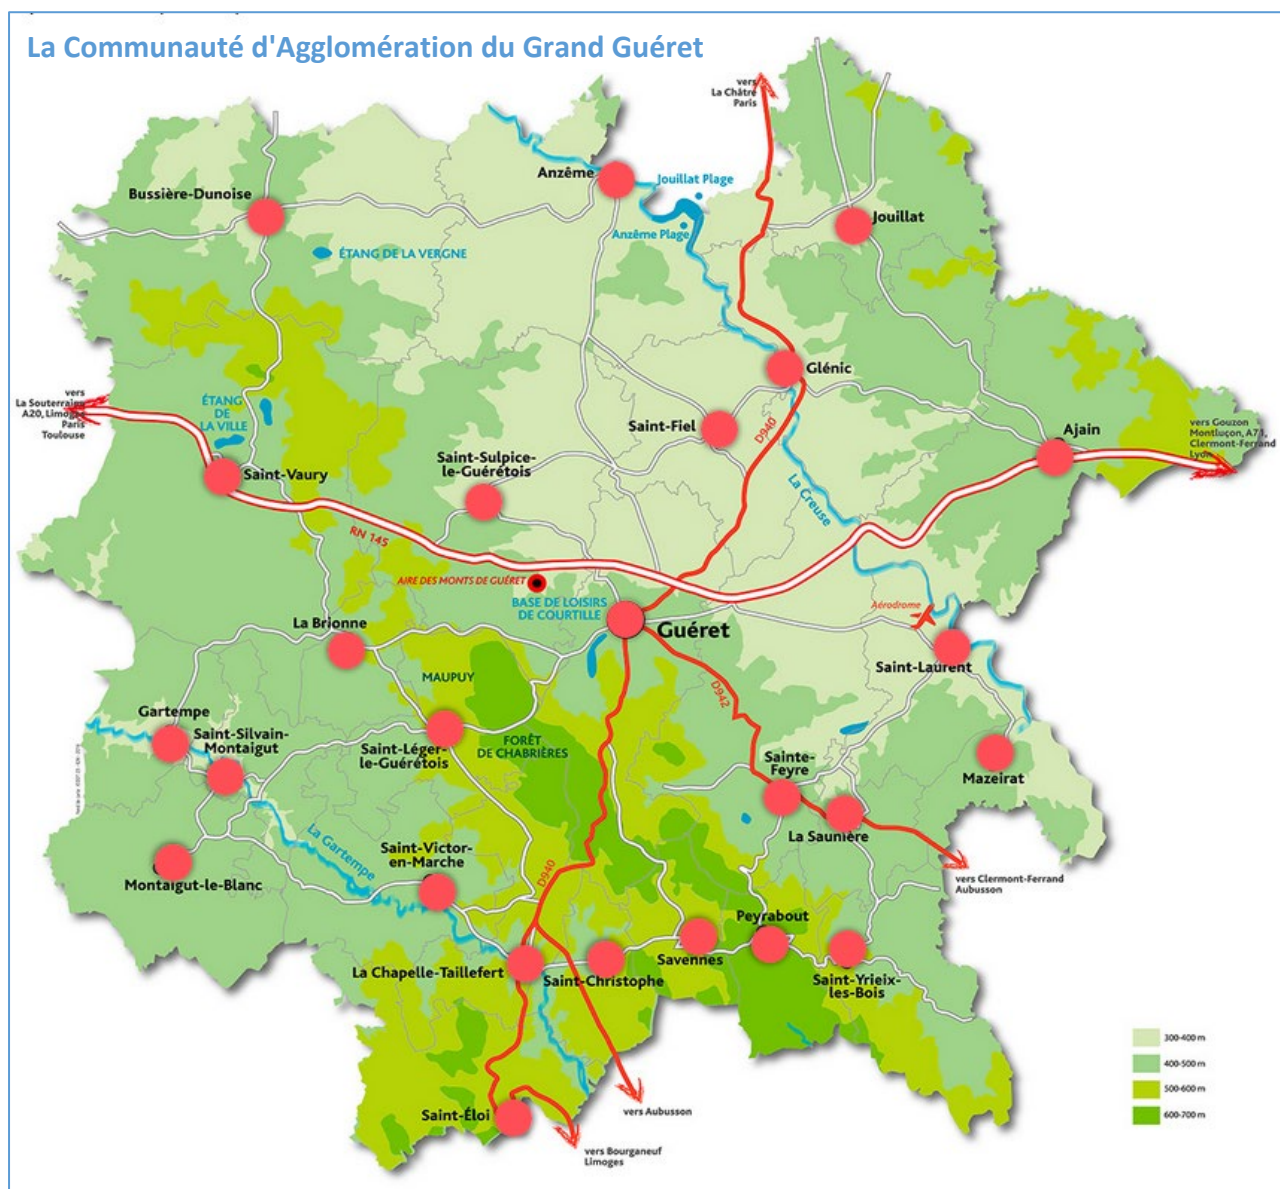 La Communauté d'Agglomération du Grand Guéret
vers
La Châtre
Paris
Anzême
Jouillat Plage
Bussière-Dunoise
Jouillat
Anzême Plage
ÉTANG DE LA VERGNE
Glénic
vers
La Souterraine
A20, Limoges
Paris
Toulouse
ÉTANG
DE
LA VILLE
Saint-Fiel
D940
Ajain
vers Gouzon
Montluçon, A71,
Clermont-Ferrand
Lyon
Saint-Sulpice-
le-Guérétois
Saint-Vaury
La Creuse
RN 145
AIRE DES MONTS DE GUÉRET
BASE DE LOISIRS
DE COURTILLE
Aérodrome
La Brionne
Guéret
Saint-Laurent
MAUPUY
D942
Gartempe
Saint-Silvain-
Montaigut
Saint-Léger-
le-Guérétois
FORÊT
DE CHABRIÈRES
Sainte-
Feyre
Mazeirat
La Saunière
La Gartempe
Saint-Victor-
en-Marche
D940
Montaigut-le-Blanc
vers Clermont-Ferrand
Aubusson
Peyrabout
Savennes
La Chapelle-Taillefert
Saint-Christophe
Saint-Yrieix-
les-Bois
300-400 m
400-500 m
500-600 m
600-700 m
Saint-Éloi
vers Aubusson
vers Bourganeuf
Limoges